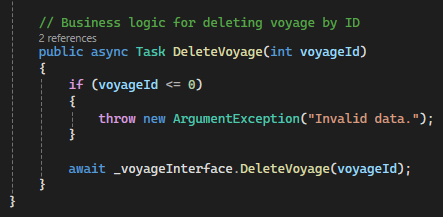 // Business logic for deleting voyage by ID
2 references
public async Task DeleteVoyage(int voyageId)
{
if (voyageId <= 0)
{
throw new ArgumentException("Invalid data.");
}
await _voyageInterface.DeleteVoyage(voyageId);
}
}